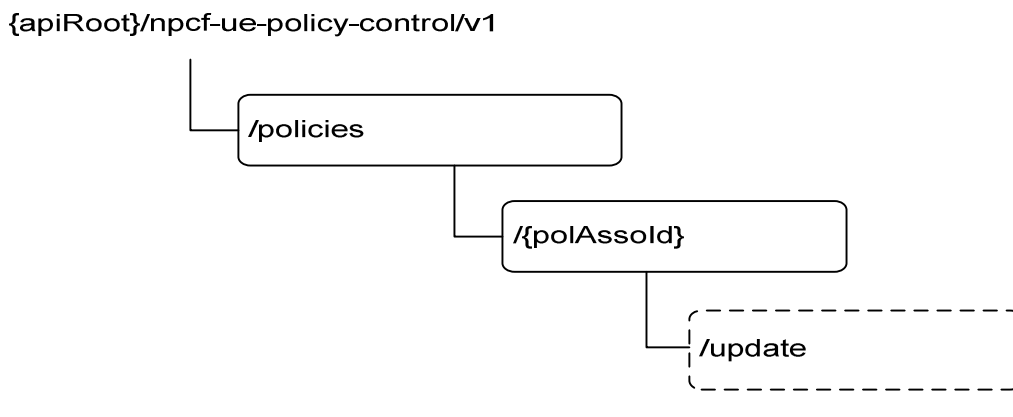 {apiRoot}/npcf-ue-policy-control/v1
/policies
/{polAssoId}
/update